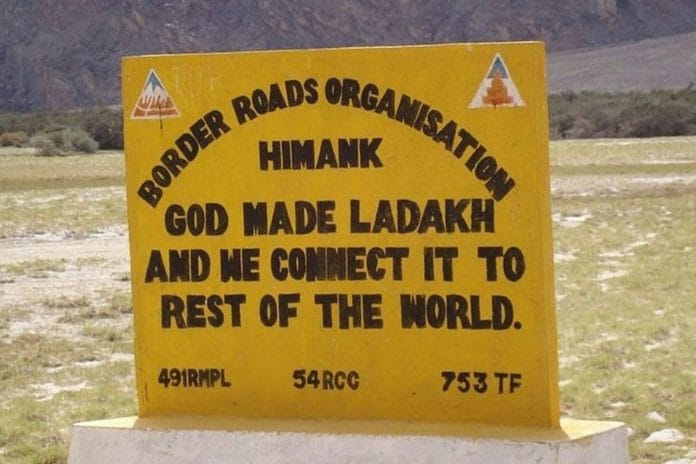 BORDER ROADS ORGANISATION
HIMANK
GOD MADE LADAKH
AND WE CONNECT IT TO
REST OF THE WORLD.
491RMPL 54RCC 753 TF